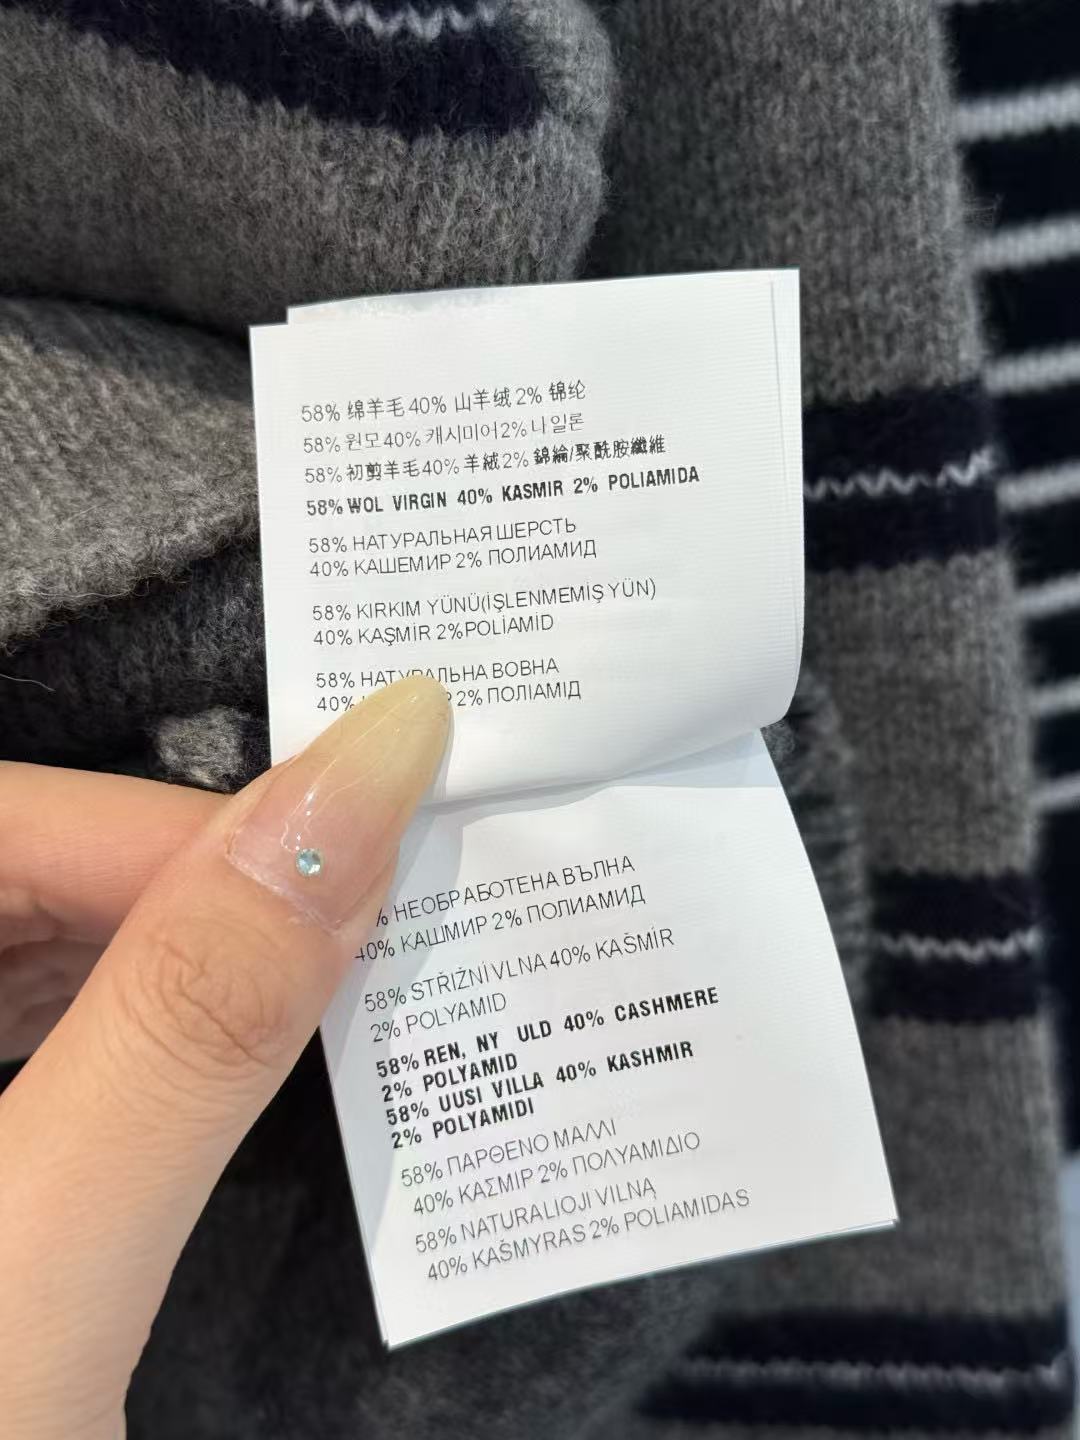 58% 绵羊毛 40% 山羊绒 2% 锦纶
58% 원모 40% 캐시미어 2% 나일론
58% 初剪羊毛 40% 羊絨 2% 錦綸/聚酰胺纖維
58% WOL VIRGIN 40% KASMIR 2% POLIAMIDA
58% НАТУРАЛЬНАЯ ШЕРСТЬ
40% КАШЕМИР 2% ПОЛИАМИД
58% KIRKIM YÜNÜ(İŞLENMEMİŞ YÜN)
40% KAŞMİR 2%POLİAMİD
58% НАТУРАЛЬНА ВОВНА
40% 2% ПОЛІАМІД
% НЕОБРАБОТЕНА ВЪЛНА
40% КАШМИР 2% ПОЛИАМИД
58% STŘIŽNÍ VLNA 40% KAŠMÍR
2% POLYAMID
58% REN, NY ULD 40% CASHMERE
2% POLYAMID
58% UUSI VILLA 40% KASHMIR
2% POLYAMIDI
58% ΠΑΡΘΕΝΟ ΜΑΛΛΙ
40% ΚΑΣΜΙΡ 2% ΠΟΛΥΑΜΙΔΙΟ
58% NATURALIOJI VILNĄ
40% KAŠMYRAS 2% POLIAMIDAS